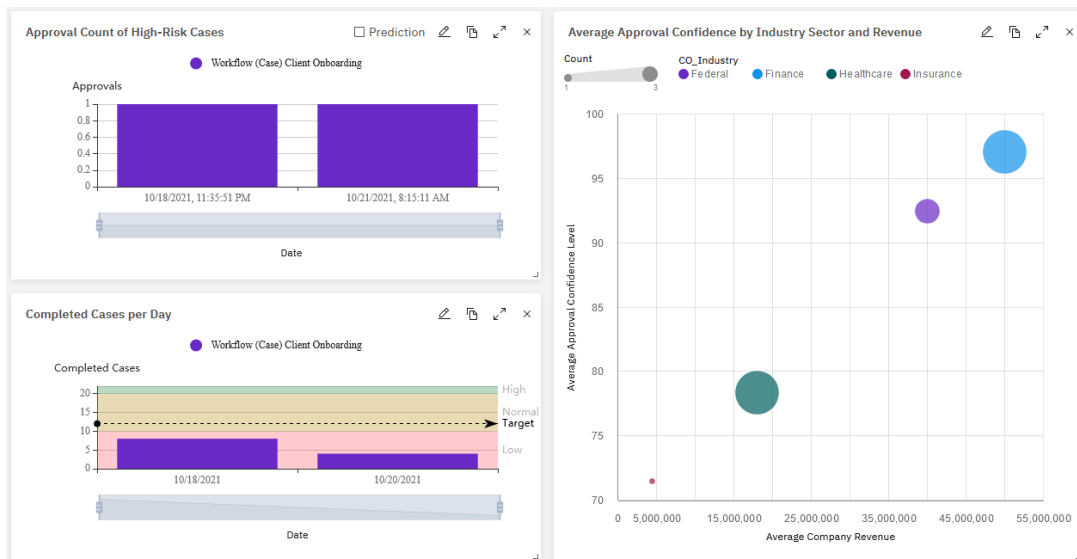 Approval Count of High-Risk Cases
Prediction
Workflow (Case) Client Onboarding
Approvals
1
0.8
0.6
0.4
0.2
0
10/18/2021, 11:35:51 PM
10/21/2021, 8:15:11 AM
Date
Completed Cases per Day
Workflow (Case) Client Onboarding
Completed Cases
20
15
10
5
0
High
Normal
Target
Low
10/18/2021
10/20/2021
Date
Average Approval Confidence by Industry Sector and Revenue
Count
1
3
CO_Industry
Federal
Finance
Healthcare
Insurance
Average Approval Confidence Level
100
95
90
85
80
75
70
0
5,000,000
15,000,000
25,000,000
35,000,000
45,000,000
55,000,000
Average Company Revenue